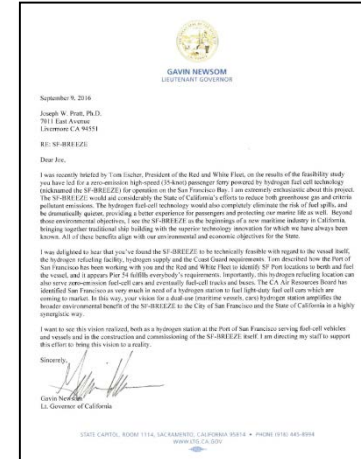 GAVIN NEWSOM
LIEUTENANT GOVERNOR
September 9, 2016
Joseph W. Pratt, Ph.D.
7011 East Avenue
Livermore CA 94551
RE: SF-BREEZE
Dear Joe,
I was recently briefed by Tom Escher, President of the Red and White Fleet, on the results of the feasibility study
you have led for a zero-emission high-speed (35-knot) passenger ferry powered by hydrogen fuel cell technology
(nicknamed the SF-BREEZE) for operation on the San Francisco Bay. I am extremely enthusiastic about this project.
The SF-BREEZE would aid considerably the State of California's efforts to reduce both greenhouse gas and criteria
pollutant emissions. The hydrogen fuel-cell technology would also completely eliminate the risk of fuel spills, and
be dramatically quieter, providing a better experience for passengers and protecting our marine life as well. Beyond
those environmental objectives, I see the SF-BREEZE as the beginnings of a new maritime industry in California,
bringing together traditional ship building with the superior technology innovation for which we have always been
known. All of these benefits align with our environmental and economic objectives for the State.
I was delighted to hear that you've found the SF-BREEZE to be technically feasible with regard to the vessel itself,
the hydrogen refueling facility, hydrogen supply and the Coast Guard requirements. Tom described how the Port of
San Francisco has been working with you and the Red and White Fleet to identify SF Port locations to berth and fuel
the vessel, and it appears Pier 54 fulfills everybody's requirements. Importantly, this hydrogen refueling location can
also serve zero-emission fuel-cell cars and eventually fuel-cell trucks and buses. The CA Air Resources Board has
identified San Francisco as very much in need of a hydrogen station to fuel light-duty fuel cell cars which are
coming to market. In this way, your vision for a dual-use (maritime vessels, cars) hydrogen station amplifies the
broader environmental benefit of the SF-BREEZE to the City of San Francisco and the State of California in a highly
synergistic way.
I want to see this vision realized, both as a hydrogen station at the Port of San Francisco serving fuel-cell vehicles
and vessels and in the construction and commissioning of the SF-BREEZE itself. I am directing my staff to support
this effort to bring this vision to a reality.
Sincerely,
Gavin Newsom
Lt. Governor of California
STATE CAPITOL, ROOM 1114, SACRAMENTO, CALIFORNIA 95814 • PHONE (916) 445-8994
WWW.LTG.CA.GOV